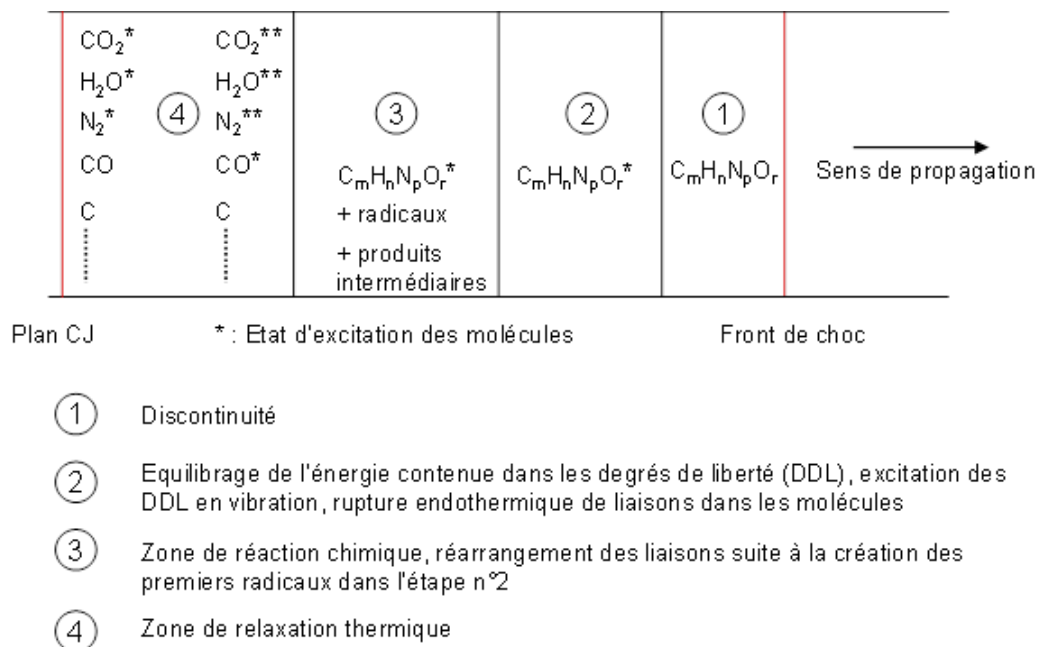 CO₂* CO₂**
H₂O* H₂O**
N₂* 4 N₂** 3 2 1
CO CO* CₘHₙNₚOᵣ* CₘHₙNₚOᵣ* CₘHₙNₚOᵣ Sens de propagation
C C + radicaux
+ produits
intermédiaires
Plan CJ * : Etat d'excitation des molécules Front de choc
1 Discontinuité
2 Equilibrage de l'énergie contenue dans les degrés de liberté (DDL), excitation des
DDL en vibration, rupture endothermique de liaisons dans les molécules
3 Zone de réaction chimique, réarrangement des liaisons suite à la création des
premiers radicaux dans l'étape n°2
4 Zone de relaxation thermique